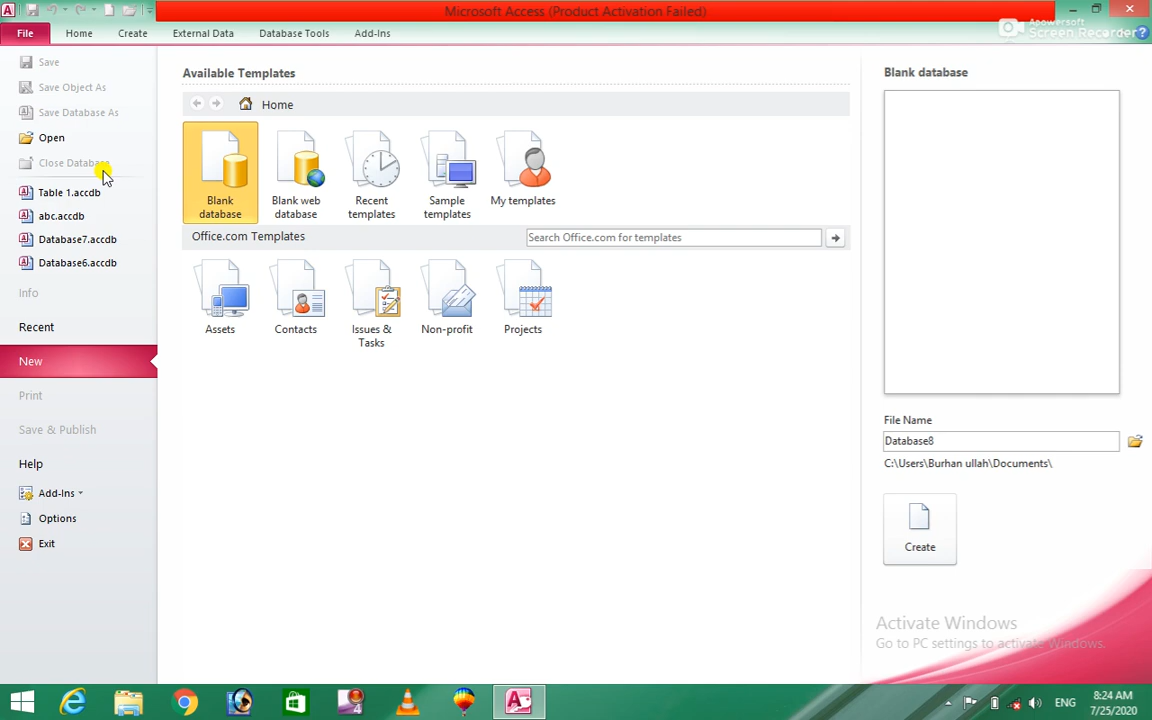 Microsoft Access (Product Activation Failed)
Apowersoft
Screen Recorder
File
Home
Create
External Data
Database Tools
Add-Ins
Save
Save Object As
Save Database As
Open
Close Database
Table 1.accdb
abc.accdb
Database7.accdb
Database6.accdb
Info
Recent
New
Print
Save & Publish
Help
Add-Ins
Options
Exit
Available Templates
Home
Blank
database
Blank web
database
Recent
templates
Sample
templates
My templates
Office.com Templates
Search Office.com for templates
Assets
Contacts
Issues &
Tasks
Non-profit
Projects
Blank database
File Name
Database8
C:\Users\Burhan ullah\Documents\
Create
Activate Windows
Go to PC settings to activate Windows.
ENG
8:24 AM
7/25/2020